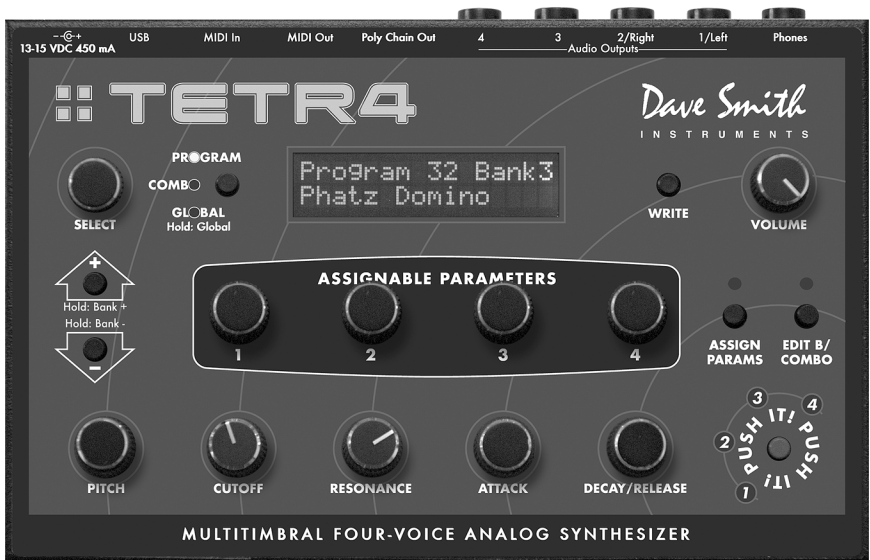 13-15 VDC 450 mA
USB
MIDI In
MIDI Out
Poly Chain Out
4
3
2/Right
1/Left
Audio Outputs
Phones
TETR4
Dave Smith
INSTRUMENTS
PROGRAM
COMBO
GLOBAL
Hold: Global
SELECT
Program 32 Bank3
Phatz Domino
WRITE
VOLUME
+
Hold: Bank +
Hold: Bank -
-
ASSIGNABLE PARAMETERS
1
2
3
4
ASSIGN
PARAMS
EDIT B/
COMBO
PITCH
CUTOFF
RESONANCE
ATTACK
DECAY/RELEASE
1
2
3
4
PUSH IT! PUSH IT!
MULTITIMBRAL FOUR-VOICE ANALOG SYNTHESIZER